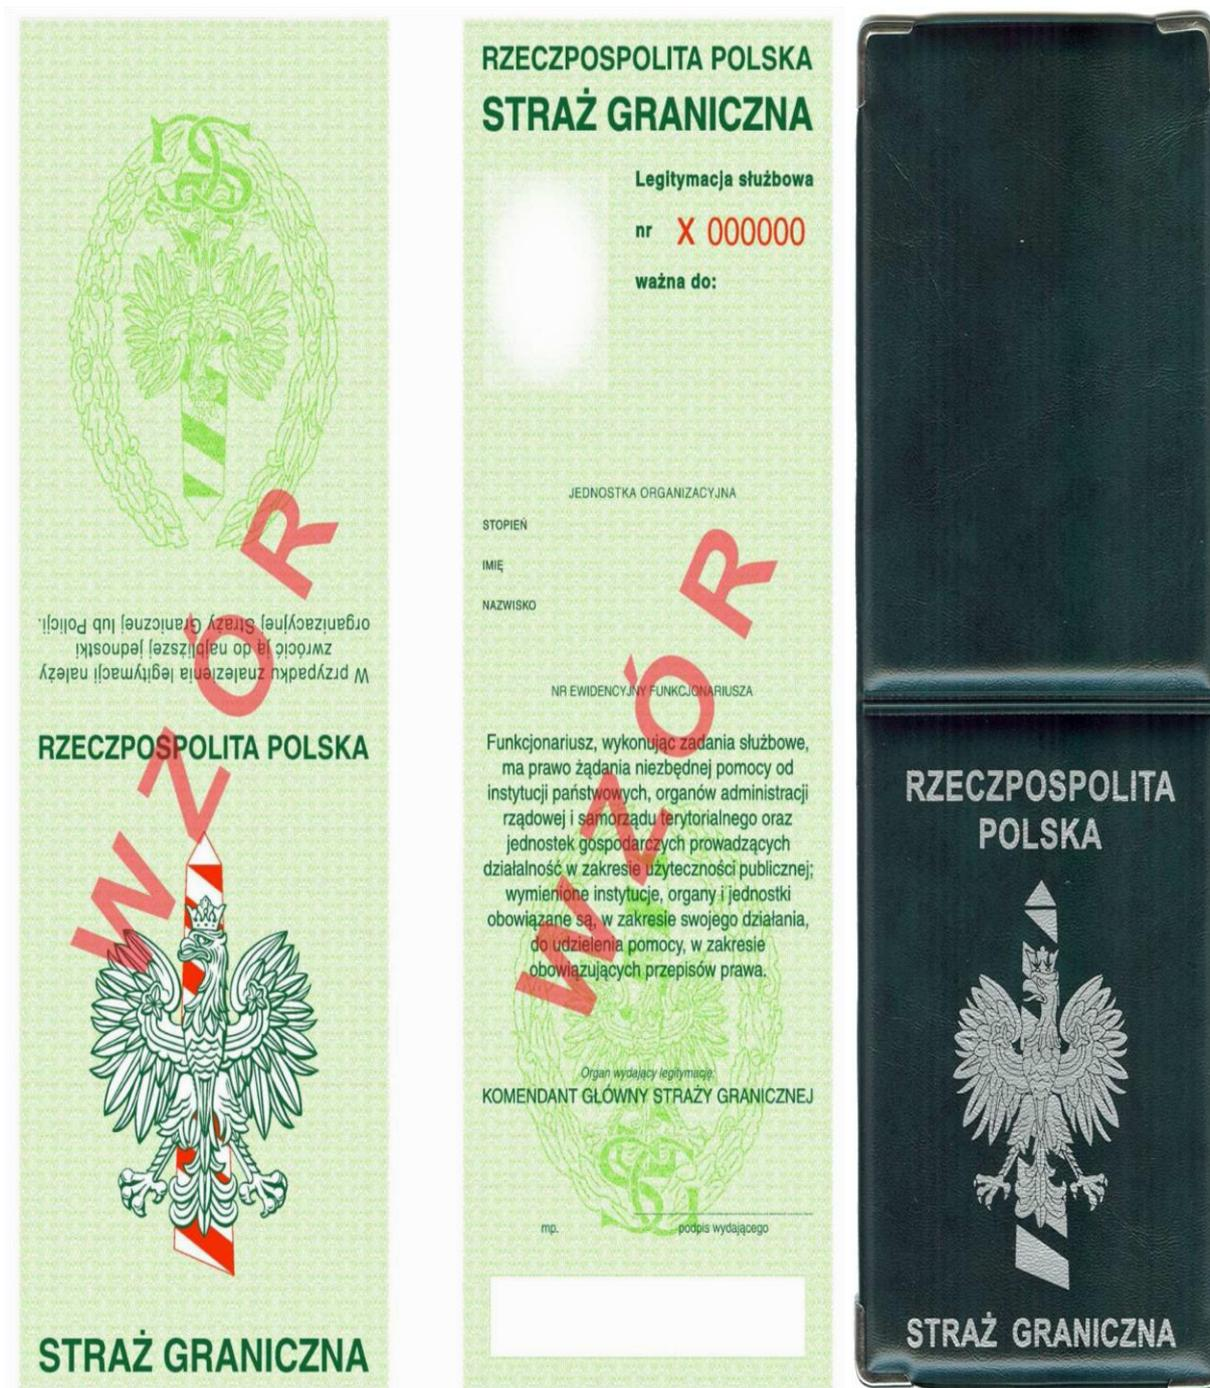 W przypadku znalezienia legitymacji należy
zwrócić ją do najbliższej jednostki
organizacyjnej Straży Granicznej lub Policji.
RZECZPOSPOLITA POLSKA
WZÓR
STRAŻ GRANICZNA
RZECZPOSPOLITA POLSKA
STRAŻ GRANICZNA
Legitymacja służbowa
nr X 000000
ważna do:
JEDNOSTKA ORGANIZACYJNA
STOPIEŃ
IMIĘ
NAZWISKO
NR EWIDENCYJNY FUNKCJONARIUSZA
Funkcjonariusz, wykonując zadania służbowe,
ma prawo żądania niezbędnej pomocy od
instytucji państwowych, organów administracji
rządowej i samorządu terytorialnego oraz
jednostek gospodarczych prowadzących
działalność w zakresie użyteczności publicznej;
wymienione instytucje, organy i jednostki
obowiązane są, w zakresie swojego działania,
do udzielenia pomocy, w zakresie
obowiązujących przepisów prawa.
WZÓR
Organ wydający legitymację:
KOMENDANT GŁÓWNY STRAŻY GRANICZNEJ
SG
mp. podpis wydającego
RZECZPOSPOLITA
POLSKA
STRAŻ GRANICZNA